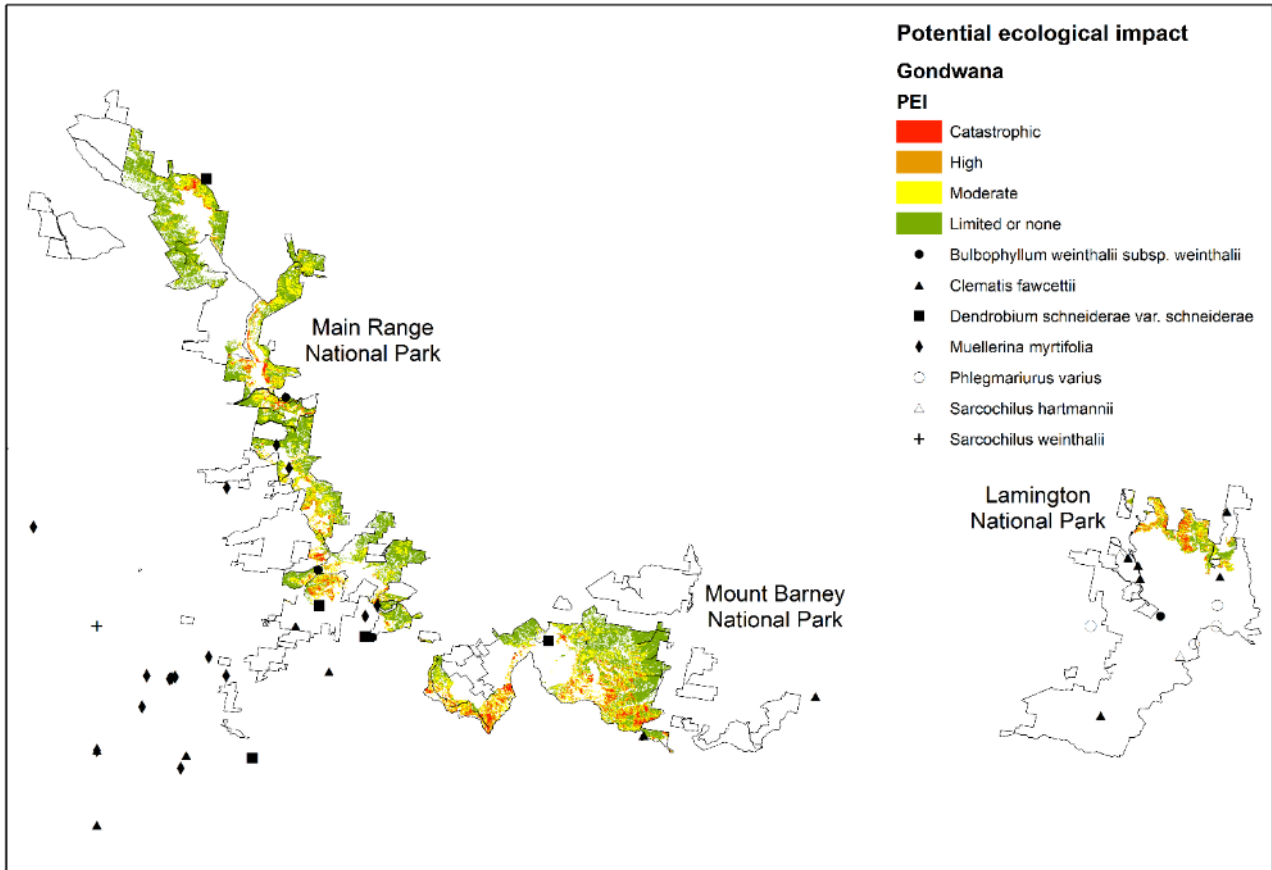 Potential ecological impact
Gondwana
PEI
Catastrophic
High
Moderate
Limited or none
Bulbophyllum weinthalii subsp. weinthalii
Clematis fawcettii
Dendrobium schneiderae var. schneiderae
Muellerina myrtifolia
Phlegmariurus varius
Sarcochilus hartmannii
Sarcochilus weinthalii
Main Range
National Park
Lamington
National Park
Mount Barney
National Park